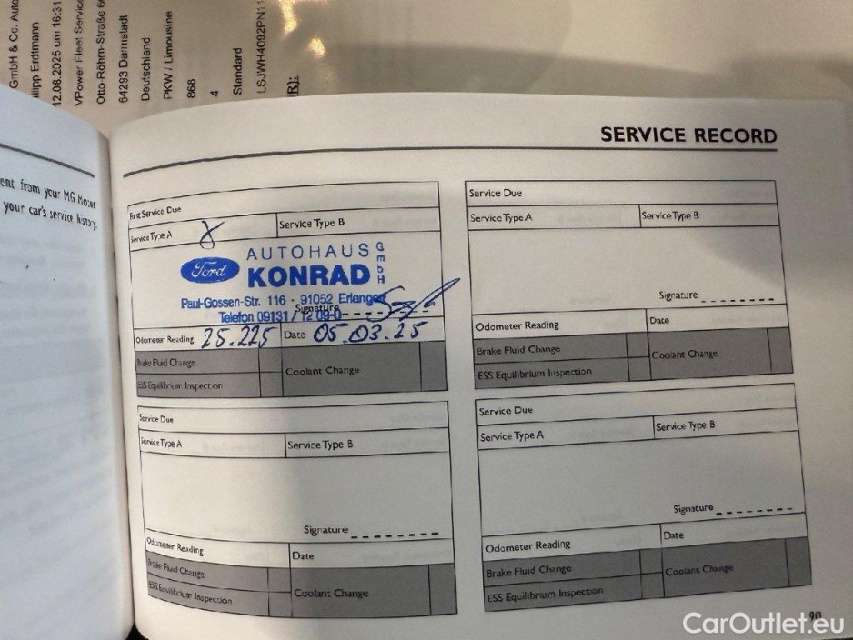 GmbH & Co. Auto
ilipp Erdtmann
12.08.2025 um 16:31
VPower Fleet Service
Otto-Röhm-Straße 6
64293 Darmstadt
Deutschland
PKW / Limousine
868
4
Standard
LSJWH4092PN11
ent from your MG Motor
your car's service history.
SERVICE RECORD
First Service Due
Service Type A
Service Type B
Ford
AUTOHAUS GmbH
KONRAD
Paul-Gossen-Str. 116 · 91052 Erlangen
Signature
Telefon 09131 / 12 09-0
Odometer Reading 25.225
Date 05.03.25
Brake Fluid Change
Coolant Change
ESS Equilibrium Inspection
Service Due
Service Type A
Service Type B
Signature
Odometer Reading
Date
Brake Fluid Change
Coolant Change
ESS Equilibrium Inspection
Service Due
Service Type A
Service Type B
Signature
Odometer Reading
Date
Brake Fluid Change
Coolant Change
ESS Equilibrium Inspection
Service Due
Service Type A
Service Type B
Signature
Odometer Reading
Date
Brake Fluid Change
Coolant Change
ESS Equilibrium Inspection
90
CarOutlet.eu